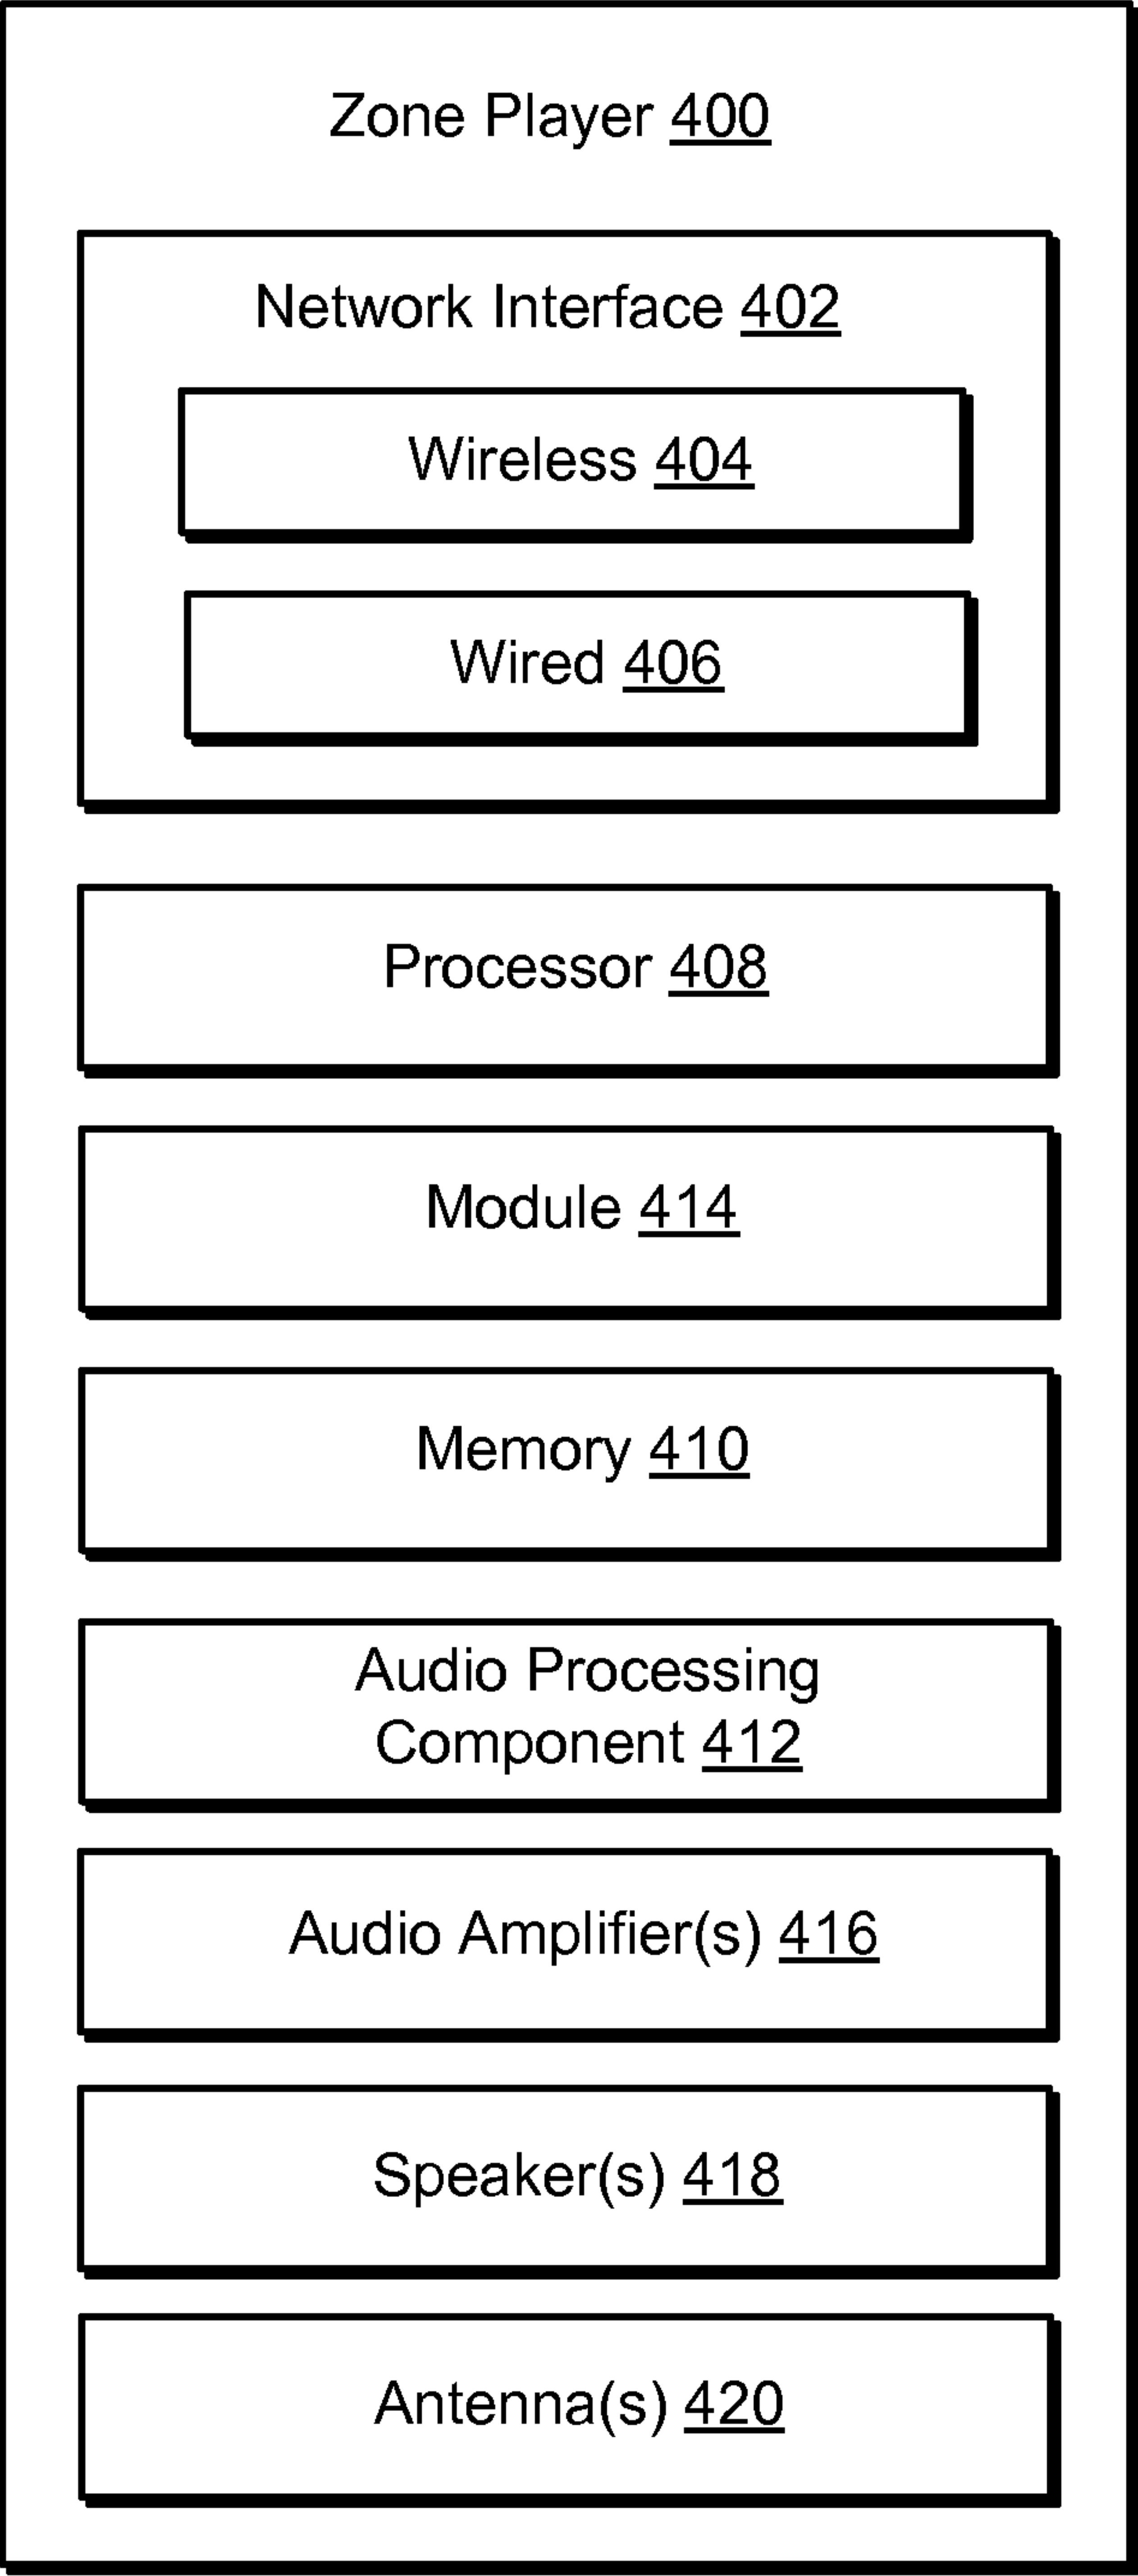 Zone Player 400
Network Interface 402
Wireless 404
Wired 406
Processor 408
Module 414
Memory 410
Audio Processing
Component 412
Audio Amplifier(s) 416
Speaker(s) 418
Antenna(s) 420